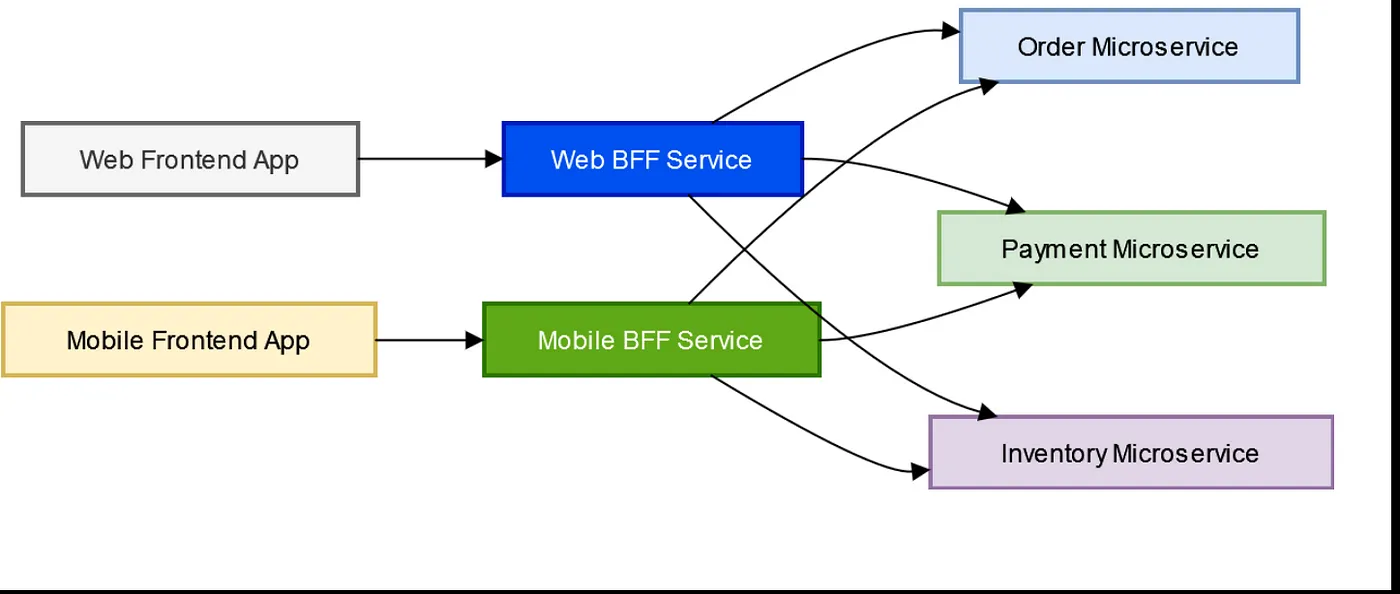 Order Microservice
Web Frontend App
Web BFF Service
Payment Microservice
Mobile Frontend App
Mobile BFF Service
Inventory Microservice